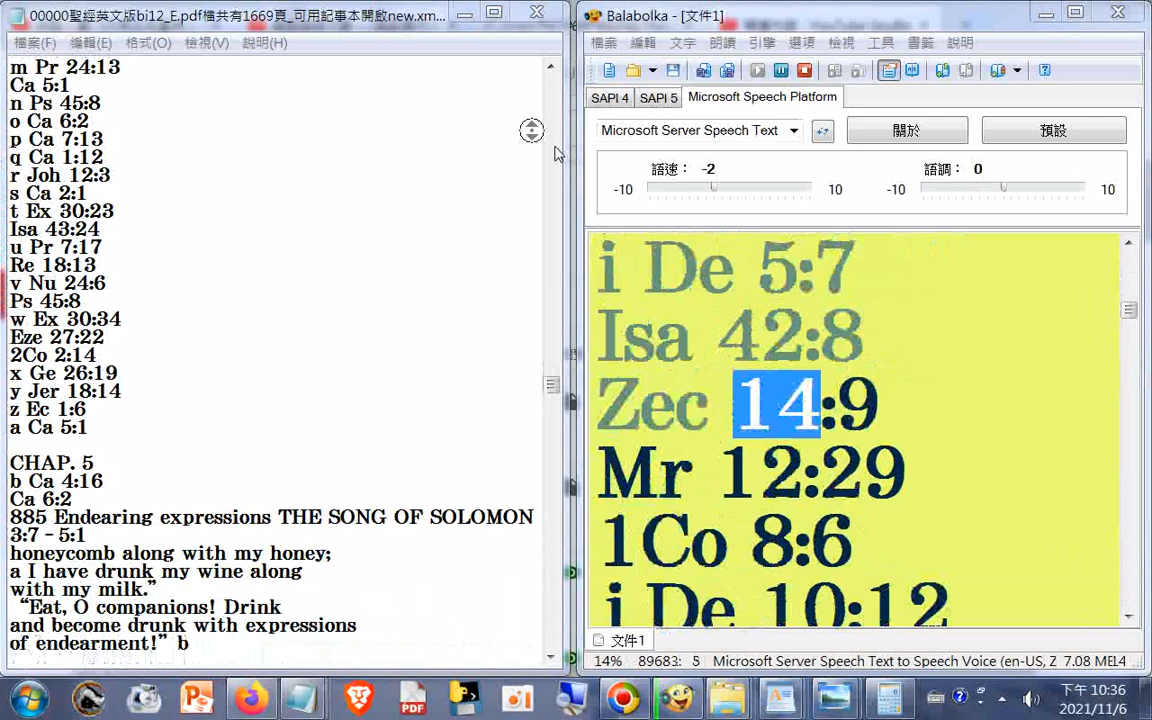 00000聖經英文版bi12_E.pdf檔共有1669頁_可用記事本開啟new.xm...
檔案(F) 編輯(E) 格式(O) 檢視(V) 說明(H)
m Pr 24:13
Ca 5:1
n Ps 45:8
o Ca 6:2
p Ca 7:13
q Ca 1:12
r Joh 12:3
s Ca 2:1
t Ex 30:23
Isa 43:24
u Pr 7:17
Re 18:13
v Nu 24:6
Ps 45:8
w Ex 30:34
Eze 27:22
2Co 2:14
x Ge 26:19
y Jer 18:14
z Ec 1:6
a Ca 5:1
CHAP. 5
b Ca 4:16
Ca 6:2
885 Endearing expressions THE SONG OF SOLOMON
3:7 – 5:1
honeycomb along with my honey;
a I have drunk my wine along
with my milk.”
“Eat, O companions! Drink
and become drunk with expressions
of endearment!” b
Balabolka - [文件1]
檔案 編輯 文字 朗讀 引擎 選項 檢視 工具 書籤 說明
SAPI 4 SAPI 5 Microsoft Speech Platform
Microsoft Server Speech Text 關於 預設
語速： -2 語調： 0
-10 10 -10 10
i De 5:7
Isa 42:8
Zec 14:9
Mr 12:29
1Co 8:6
i De 10:12
文件1
14% 89683: 5 Microsoft Server Speech Text to Speech Voice (en-US, Z 7.08 ME
PDF
下午 10:36
2021/11/6